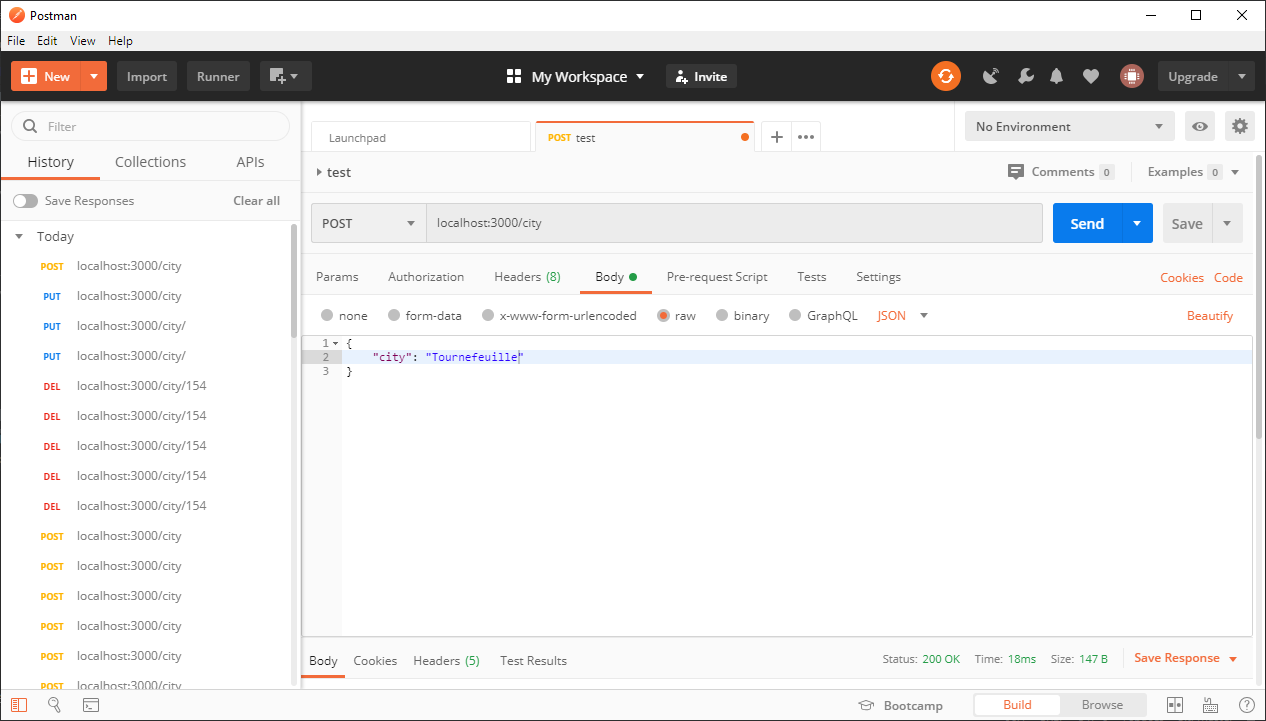 Postman
File Edit View Help
New Import Runner My Workspace Invite Upgrade
Filter
History Collections APIs
Save Responses Clear all
Today
POST localhost:3000/city
PUT localhost:3000/city
PUT localhost:3000/city/
PUT localhost:3000/city/
DEL localhost:3000/city/154
DEL localhost:3000/city/154
DEL localhost:3000/city/154
DEL localhost:3000/city/154
DEL localhost:3000/city/154
POST localhost:3000/city
POST localhost:3000/city
POST localhost:3000/city
POST localhost:3000/city
POST localhost:3000/city
POST localhost:3000/city
Launchpad POST test No Environment
test Comments 0 Examples 0
POST localhost:3000/city Send Save
Params Authorization Headers (8) Body Pre-request Script Tests Settings Cookies Code
none form-data x-www-form-urlencoded raw binary GraphQL JSON Beautify
1 {
2 "city": "Tournefeuille"
3 }
Body Cookies Headers (5) Test Results Status: 200 OK Time: 18ms Size: 147 B Save Response
Bootcamp Build Browse